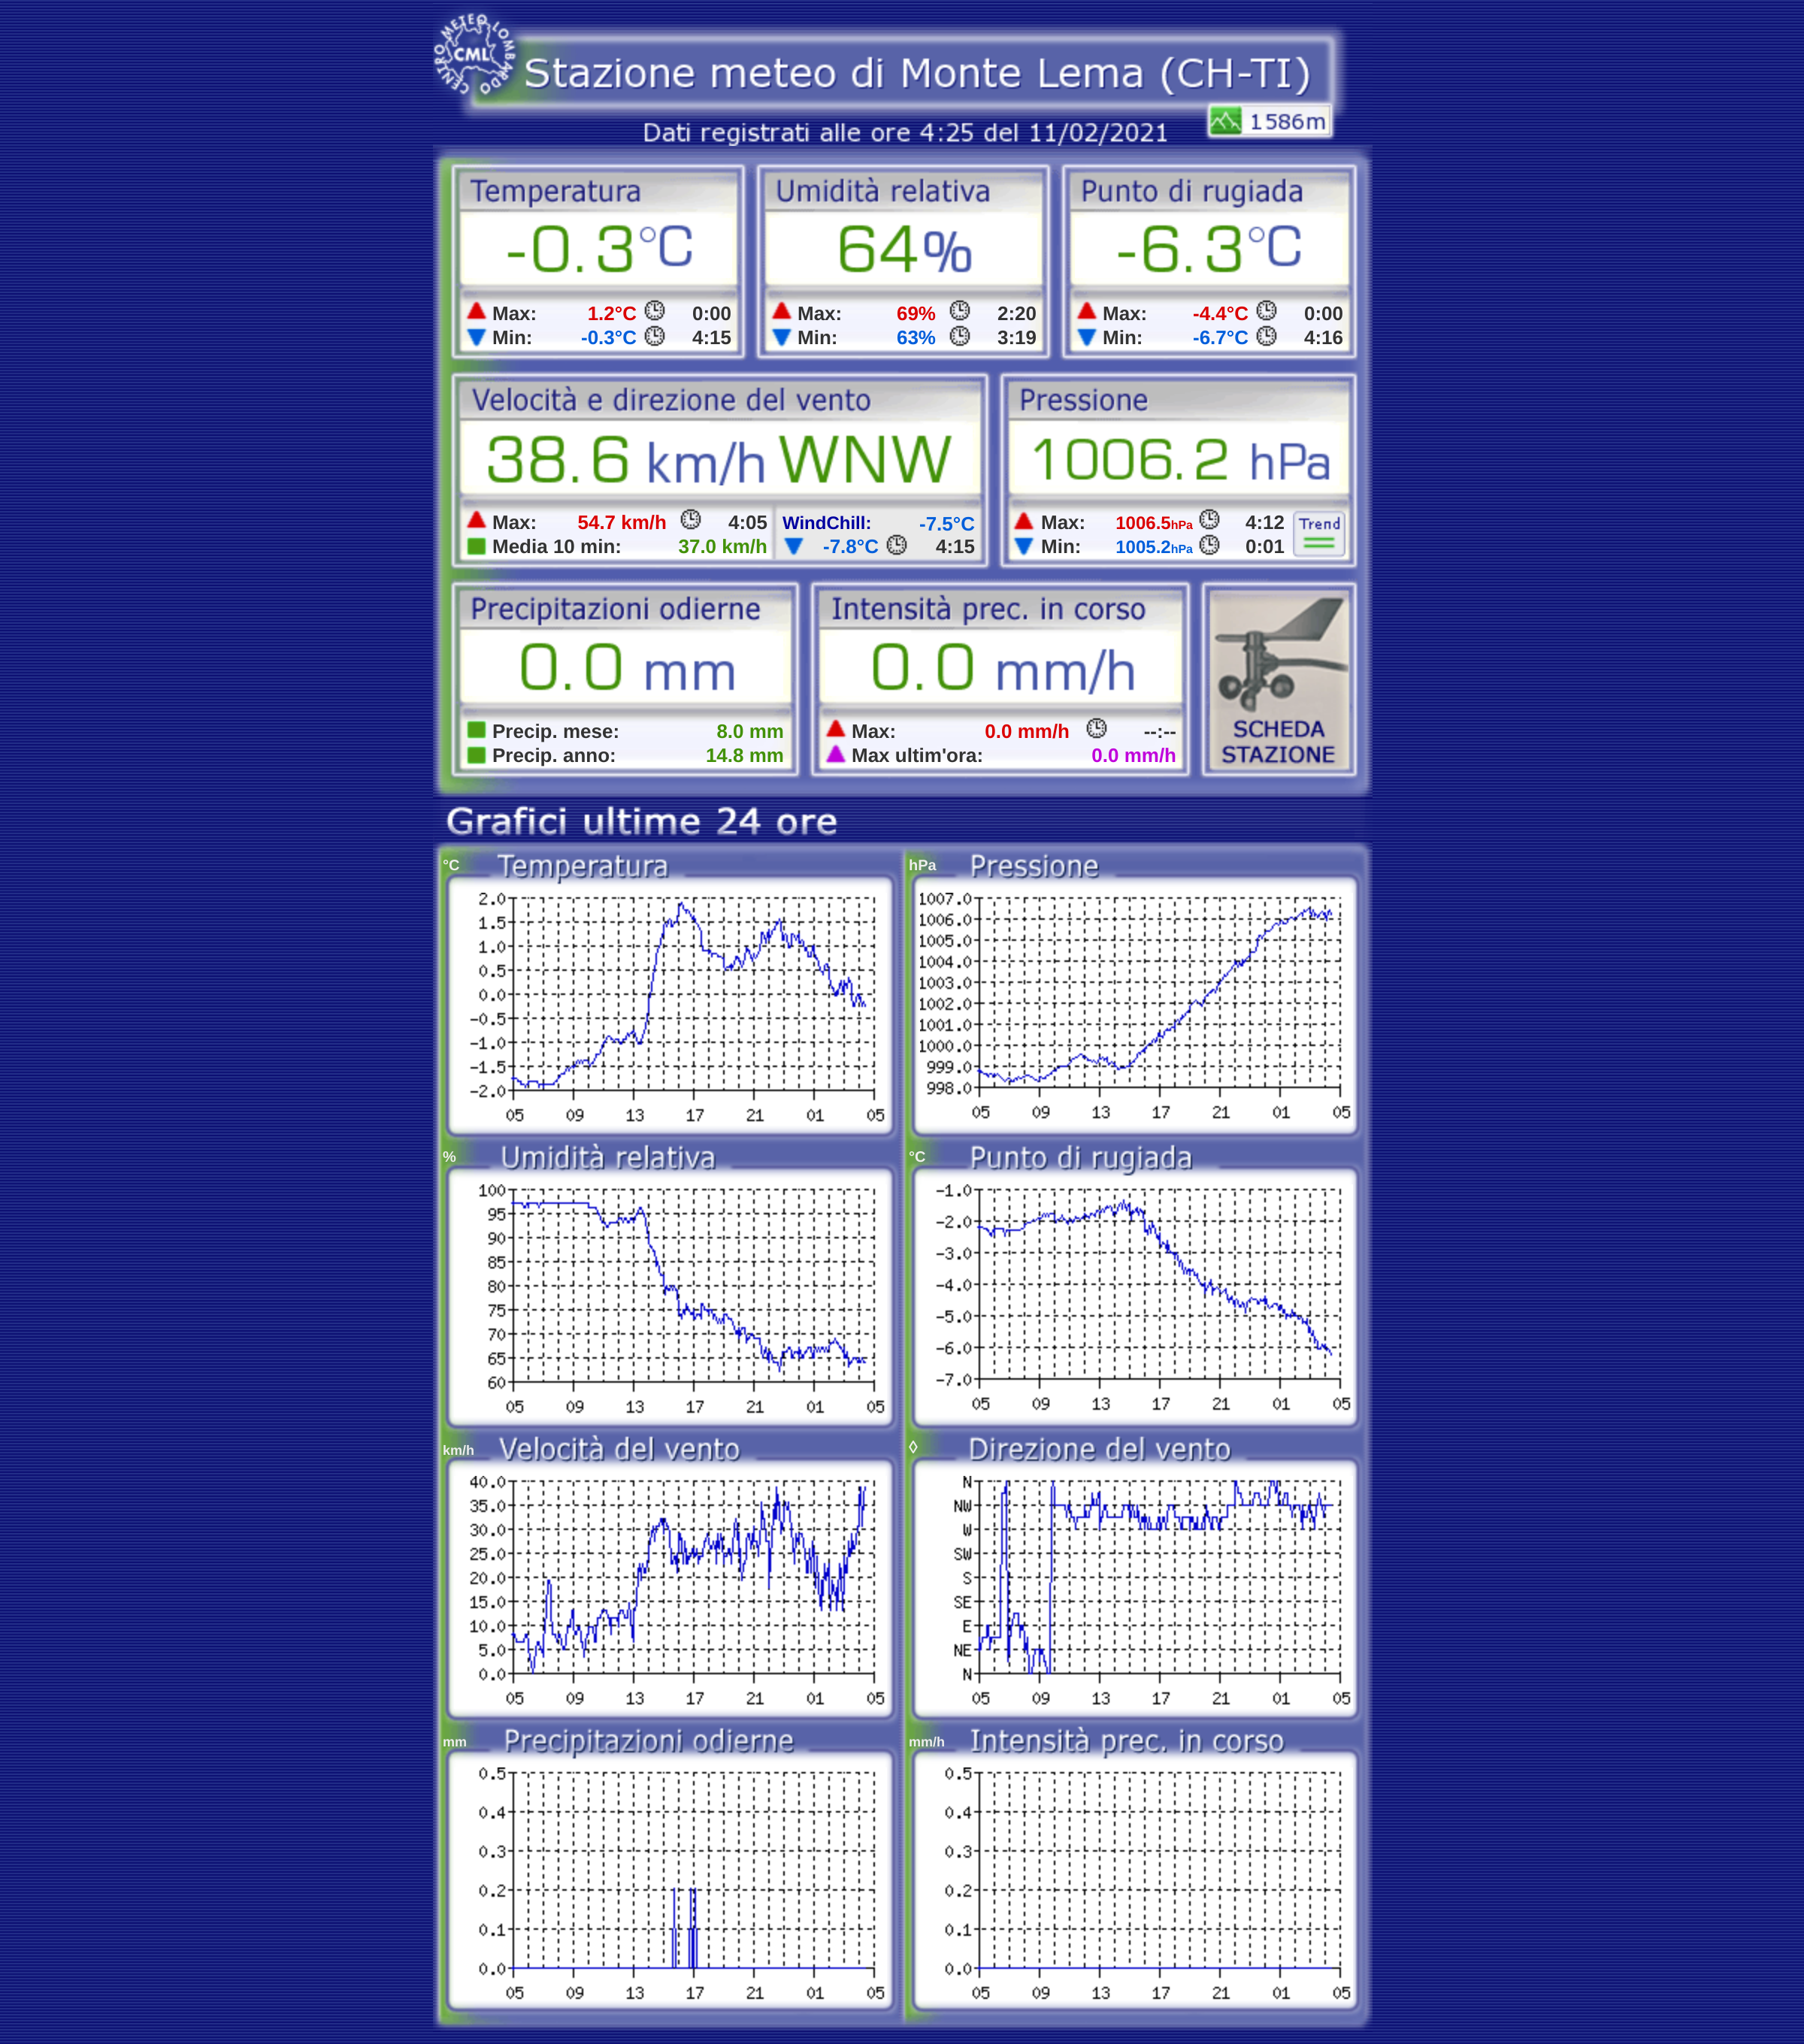 CENTRO METEO LOMBARDO
CML
Stazione meteo di Monte Lema (CH-TI)
1586m
Dati registrati alle ore 4:25 del 11/02/2021
Temperatura
-0.3°C
Max: 1.2°C 0:00
Min: -0.3°C 4:15
Umidità relativa
64%
Max: 69% 2:20
Min: 63% 3:19
Punto di rugiada
-6.3°C
Max: -4.4°C 0:00
Min: -6.7°C 4:16
Velocità e direzione del vento
38.6 km/h WNW
Max: 54.7 km/h 4:05
Media 10 min: 37.0 km/h
WindChill: -7.5°C
-7.8°C 4:15
Pressione
1006.2 hPa
Max: 1006.5hPa 4:12
Min: 1005.2hPa 0:01
Trend
Precipitazioni odierne
0.0 mm
Precip. mese: 8.0 mm
Precip. anno: 14.8 mm
Intensità prec. in corso
0.0 mm/h
Max: 0.0 mm/h --:--
Max ultim'ora: 0.0 mm/h
SCHEDA
STAZIONE
Grafici ultime 24 ore
°C Temperatura
2.0
1.5
1.0
0.5
0.0
-0.5
-1.0
-1.5
-2.0
05 09 13 17 21 01 05
hPa Pressione
1007.0
1006.0
1005.0
1004.0
1003.0
1002.0
1001.0
1000.0
999.0
998.0
05 09 13 17 21 01 05
% Umidità relativa
100
95
90
85
80
75
70
65
60
05 09 13 17 21 01 05
°C Punto di rugiada
-1.0
-2.0
-3.0
-4.0
-5.0
-6.0
-7.0
05 09 13 17 21 01 05
km/h Velocità del vento
40.0
35.0
30.0
25.0
20.0
15.0
10.0
5.0
0.0
05 09 13 17 21 01 05
◊ Direzione del vento
N
NW
W
SW
S
SE
E
NE
N
05 09 13 17 21 01 05
mm Precipitazioni odierne
0.5
0.4
0.3
0.2
0.1
0.0
05 09 13 17 21 01 05
mm/h Intensità prec. in corso
0.5
0.4
0.3
0.2
0.1
0.0
05 09 13 17 21 01 05